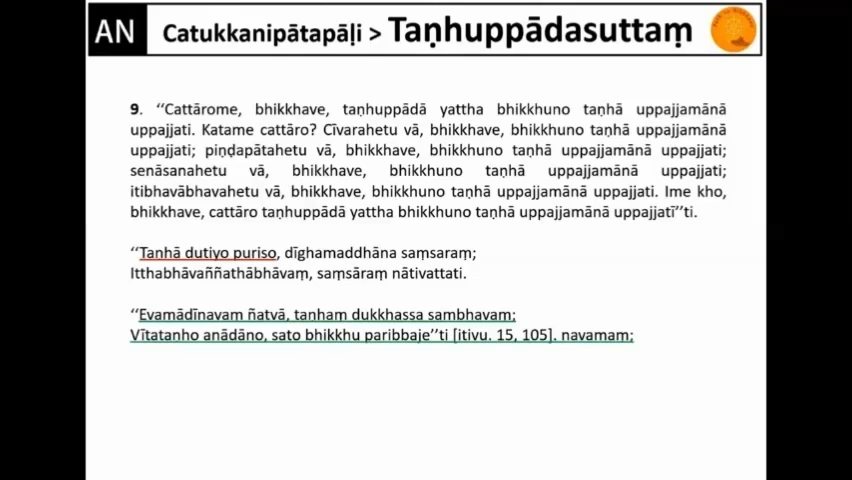 AN Catukkanipātapāḷi > Taṇhuppādasuttaṃ
9. ‘‘Cattārome, bhikkhave, taṇhuppādā yattha bhikkhuno taṇhā uppajjamānā
uppajjati. Katame cattāro? Cīvarahetu vā, bhikkhave, bhikkhuno taṇhā uppajjamānā
uppajjati; piṇḍapātahetu vā, bhikkhave, bhikkhuno taṇhā uppajjamānā uppajjati;
senāsanahetu vā, bhikkhave, bhikkhuno taṇhā uppajjamānā uppajjati;
itibhavābhavahetu vā, bhikkhave, bhikkhuno taṇhā uppajjamānā uppajjati. Ime kho,
bhikkhave, cattāro taṇhuppādā yattha bhikkhuno taṇhā uppajjamānā uppajjatī’’ti.
‘‘Taṇhā dutiyo puriso, dīghamaddhāna saṃsaraṃ;
Itthabhāvaññathābhāvaṃ, saṃsāraṃ nātivattati.
‘‘Evamādīnavaṃ ñatvā, taṇhaṃ dukkhassa sambhavaṃ;
Vītataṇho anādāno, sato bhikkhu paribbaje’’ti [itivu. 15, 105]. navamaṃ;